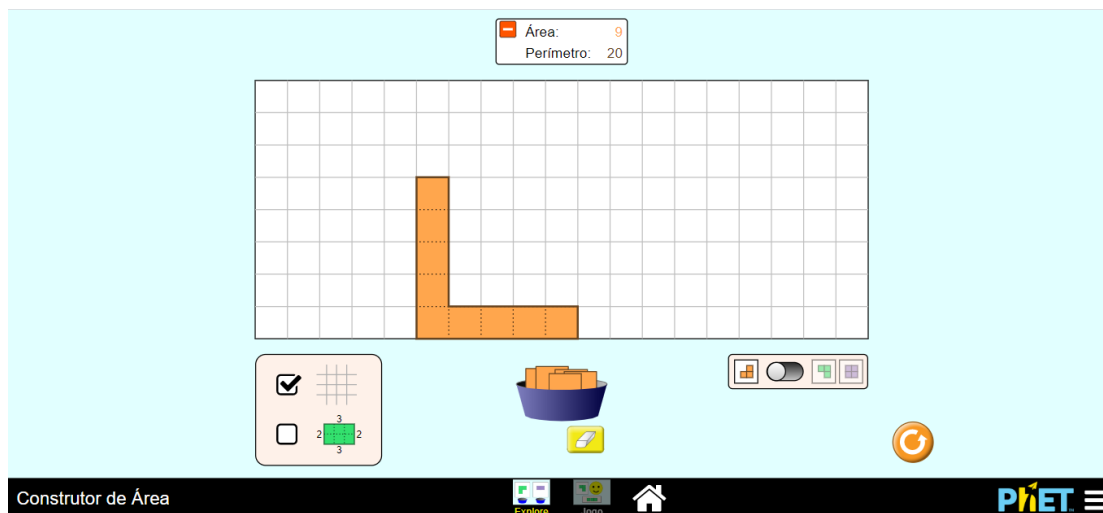 Área: 9
Perímetro: 20
3
2 2
3
Construtor de Área
Explore
Jogo
PhET